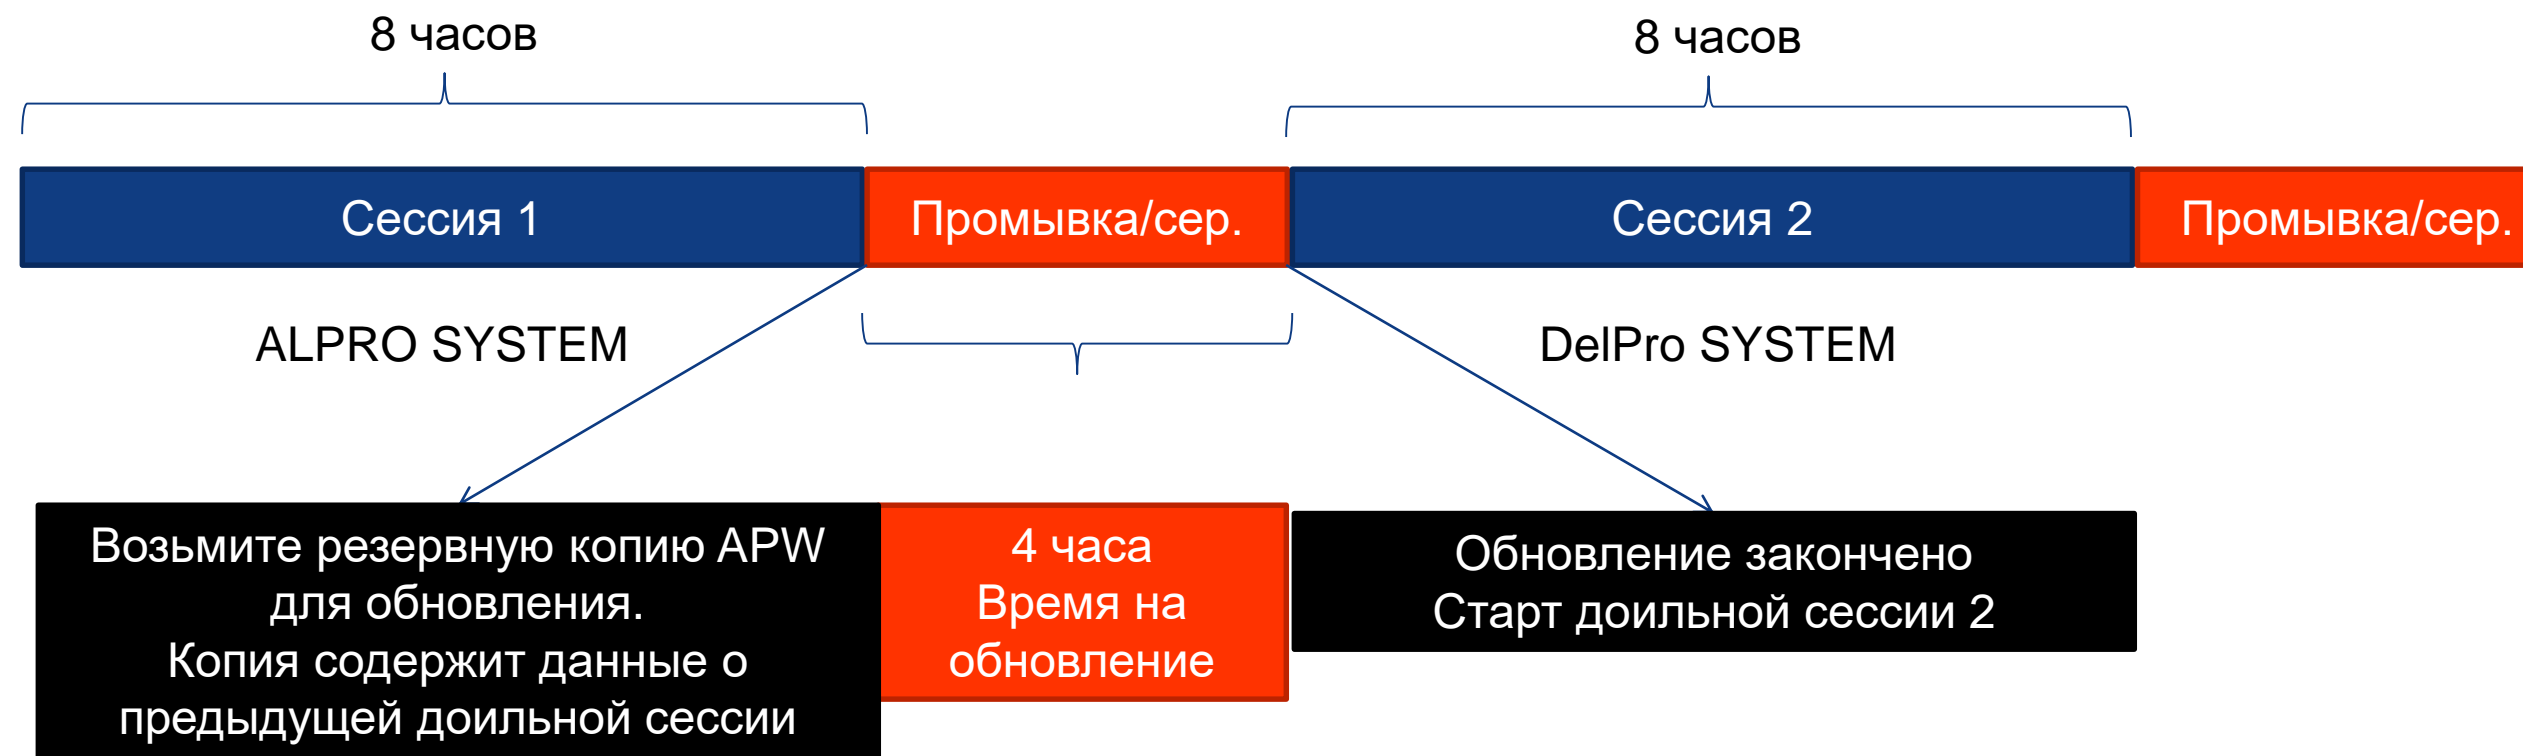 8 часов
8 часов
Сессия 1
Промывка/сер.
Сессия 2
Промывка/сер.
ALPRO SYSTEM
DelPro SYSTEM
Возьмите резервную копию APW
для обновления.
Копия содержит данные о
предыдущей доильной сессии
4 часа
Время на
обновление
Обновление закончено
Старт доильной сессии 2